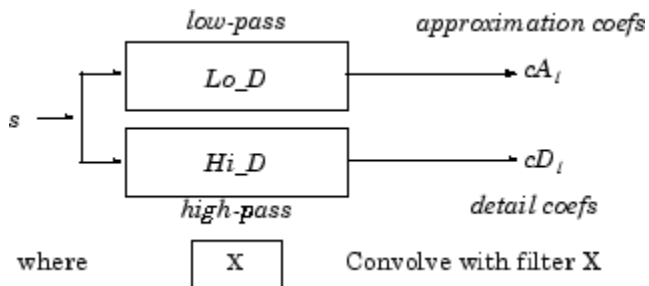 low-pass approximation coefs
Lo_D cA1
s
Hi_D cD1
high-pass detail coefs
where X Convolve with filter X